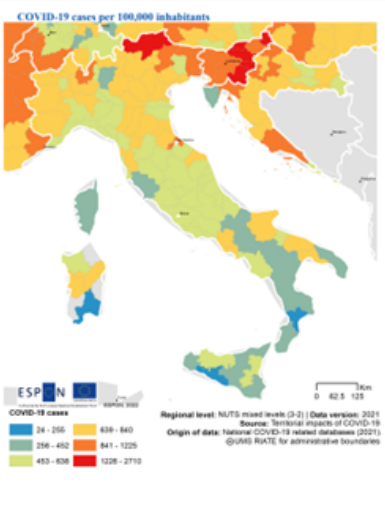 COVID-19 cases per 100,000 inhabitants
ESPON
ESPON, 2022
Km
0 62.5 125
COVID-19 cases
24 - 255
256 - 452
453 - 638
639 - 840
841 - 1225
1226 - 2710
Regional level: NUTS mixed levels (3-2) | Data version: 2021
Source: Territorial impacts of COVID-19
Origin of data: National COVID-19 related databases (2021)
@UMS RIATE for administrative boundaries